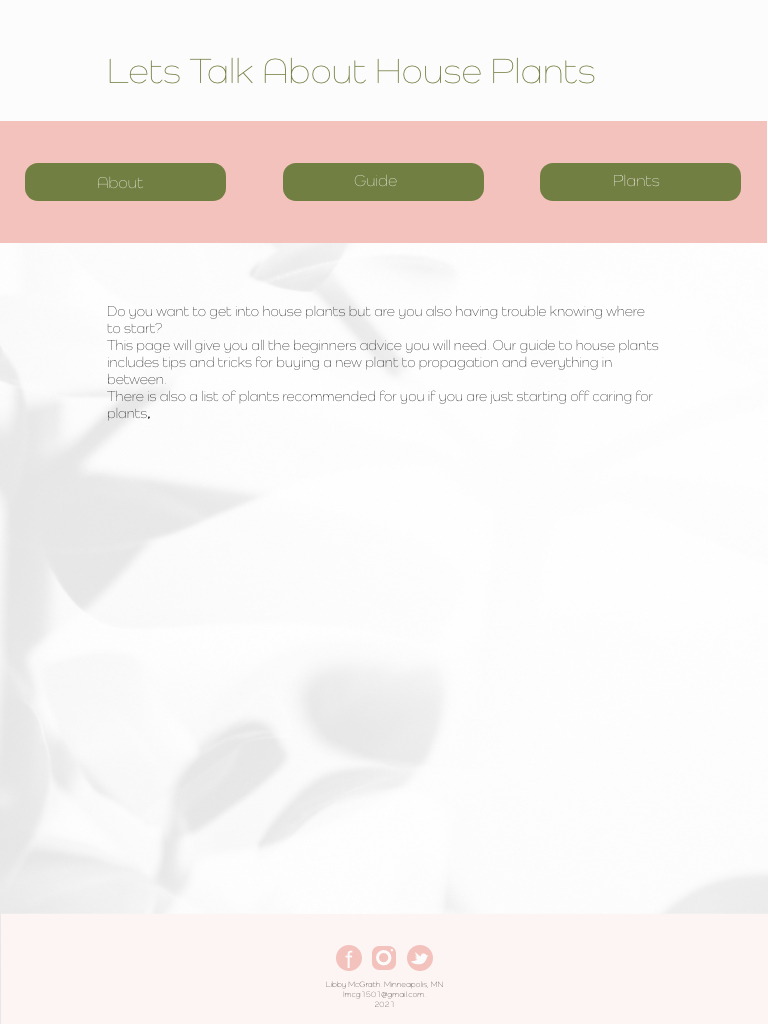 Lets Talk About House Plants
About
Guide
Plants
Do you want to get into house plants but are you also having trouble knowing where
to start?
This page will give you all the beginners advice you will need. Our guide to house plants
includes tips and tricks for buying a new plant to propagation and everything in
between.
There is also a list of plants recommended for you if you are just starting off caring for
plants.
Libby McGrath. Minneapolis, MN
lmcg1501@gmail.com
2021